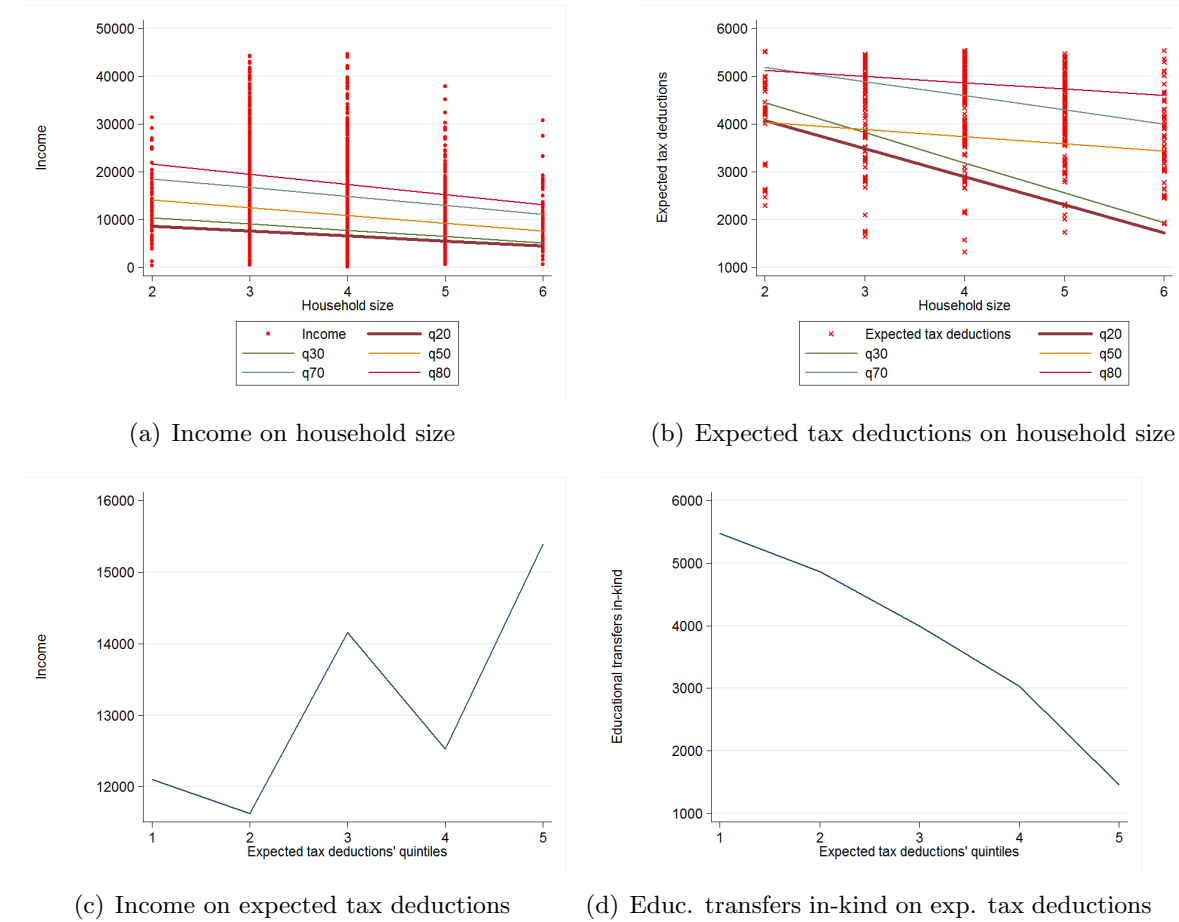 50000
40000
30000
20000
10000
0
Income
2 3 4 5 6
Household size
Income q20
q30 q50
q70 q80
(a) Income on household size
6000
5000
4000
3000
2000
1000
Expected tax deductions
2 3 4 5 6
Household size
Expected tax deductions q20
q30 q50
q70 q80
(b) Expected tax deductions on household size
16000
15000
14000
13000
12000
Income
1 2 3 4 5
Expected tax deductions' quintiles
(c) Income on expected tax deductions
6000
5000
4000
3000
2000
1000
Educational transfers in-kind
1 2 3 4 5
Expected tax deductions' quintiles
(d) Educ. transfers in-kind on exp. tax deductions